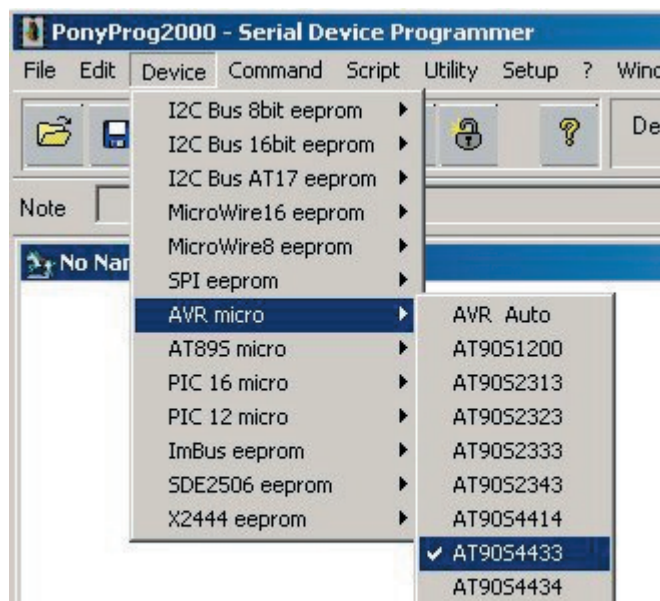 PonyProg2000 - Serial Device Programmer
File Edit Device Command Script Utility Setup ? Wind
De
Note
No Nam
I2C Bus 8bit eeprom
I2C Bus 16bit eeprom
I2C Bus AT17 eeprom
MicroWire16 eeprom
MicroWire8 eeprom
SPI eeprom
AVR micro
AT89S micro
PIC 16 micro
PIC 12 micro
ImBus eeprom
SDE2506 eeprom
X2444 eeprom
AVR Auto
AT90S1200
AT90S2313
AT90S2323
AT90S2333
AT90S2343
AT90S4414
AT90S4433
AT90S4434